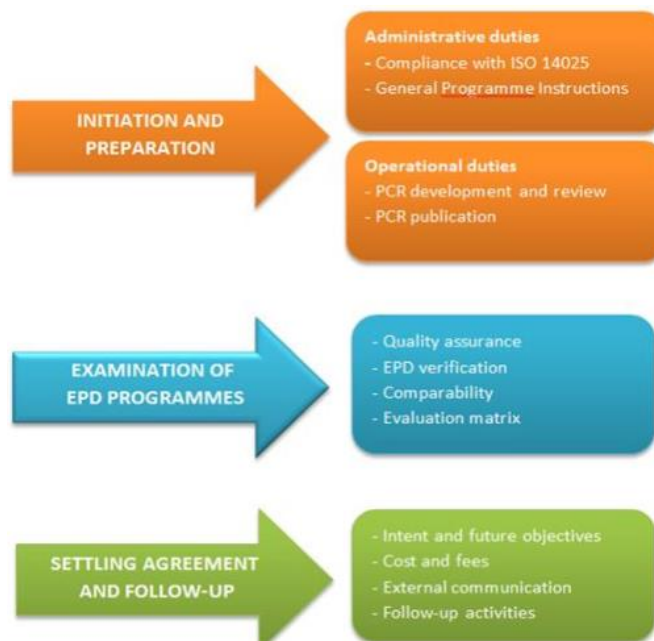 INITIATION AND
PREPARATION
Administrative duties
- Compliance with ISO 14025
- General Programme Instructions
Operational duties
- PCR development and review
- PCR publication
EXAMINATION OF
EPD PROGRAMMES
- Quality assurance
- EPD verification
- Comparability
- Evaluation matrix
SETTLING AGREEMENT
AND FOLLOW-UP
- Intent and future objectives
- Cost and fees
- External communication
- Follow-up activities